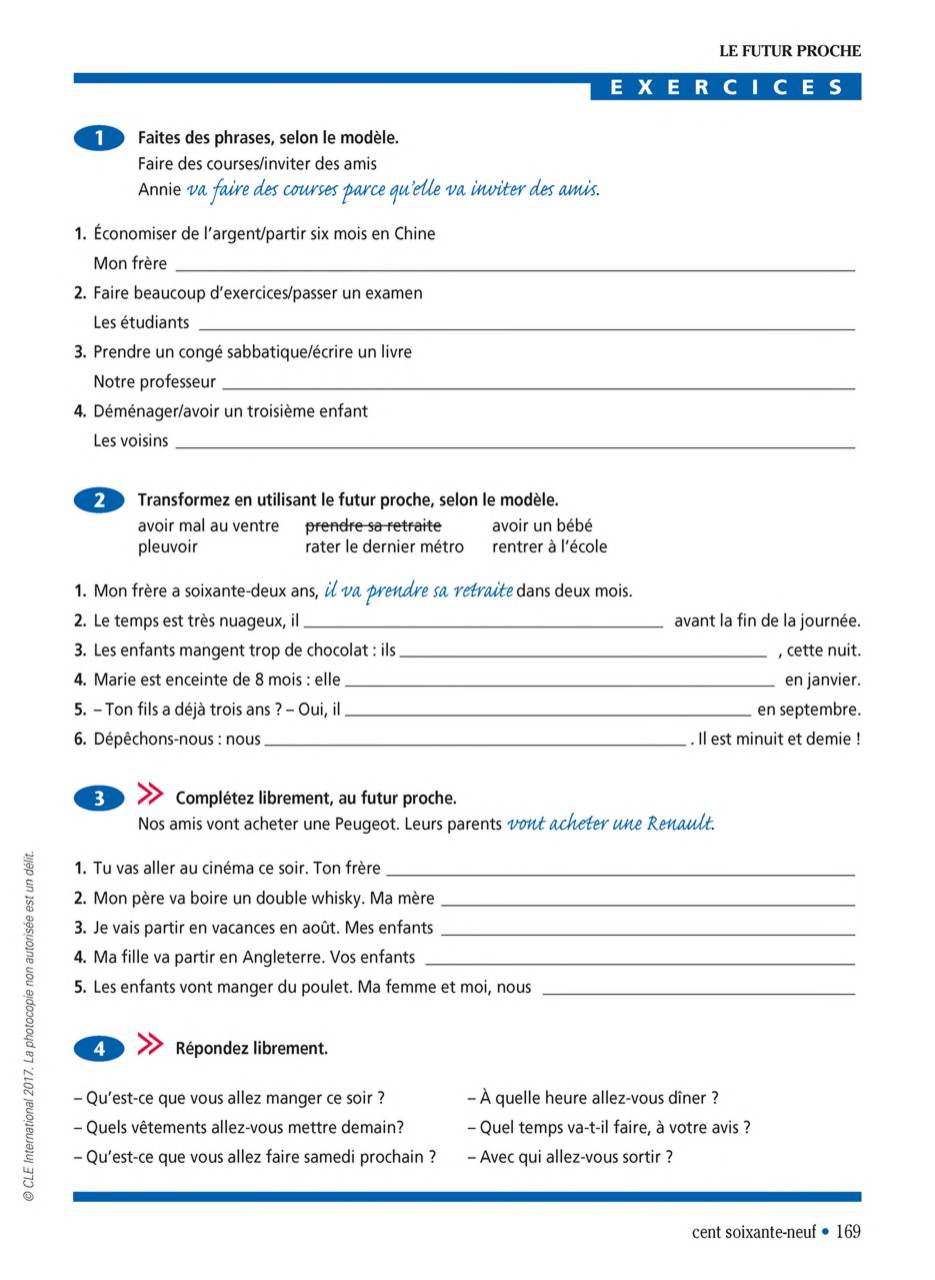 LE FUTUR PROCHE
EXERCICES
1 Faites des phrases, selon le modèle.
Faire des courses/inviter des amis
Annie va faire des courses parce qu'elle va inviter des amis.
1. Économiser de l'argent/partir six mois en Chine
Mon frère
2. Faire beaucoup d'exercices/passer un examen
Les étudiants
3. Prendre un congé sabbatique/écrire un livre
Notre professeur
4. Déménager/avoir un troisième enfant
Les voisins
2 Transformez en utilisant le futur proche, selon le modèle.
avoir mal au ventre prendre sa retraite avoir un bébé
pleuvoir rater le dernier métro rentrer à l'école
1. Mon frère a soixante-deux ans, il va prendre sa retraite dans deux mois.
2. Le temps est très nuageux, il ___ avant la fin de la journée.
3. Les enfants mangent trop de chocolat : ils ___ , cette nuit.
4. Marie est enceinte de 8 mois : elle ___ en janvier.
5. – Ton fils a déjà trois ans ? – Oui, il ___ en septembre.
6. Dépêchons-nous : nous ___ . Il est minuit et demie !
3 Complétez librement, au futur proche.
Nos amis vont acheter une Peugeot. Leurs parents vont acheter une Renault.
1. Tu vas aller au cinéma ce soir. Ton frère
2. Mon père va boire un double whisky. Ma mère
3. Je vais partir en vacances en août. Mes enfants
4. Ma fille va partir en Angleterre. Vos enfants
5. Les enfants vont manger du poulet. Ma femme et moi, nous
4 Répondez librement.
– Qu'est-ce que vous allez manger ce soir ? – À quelle heure allez-vous dîner ?
– Quels vêtements allez-vous mettre demain? – Quel temps va-t-il faire, à votre avis ?
– Qu'est-ce que vous allez faire samedi prochain ? – Avec qui allez-vous sortir ?
© CLE International 2017. La photocopie non autorisée est un délit.
cent soixante-neuf • 169